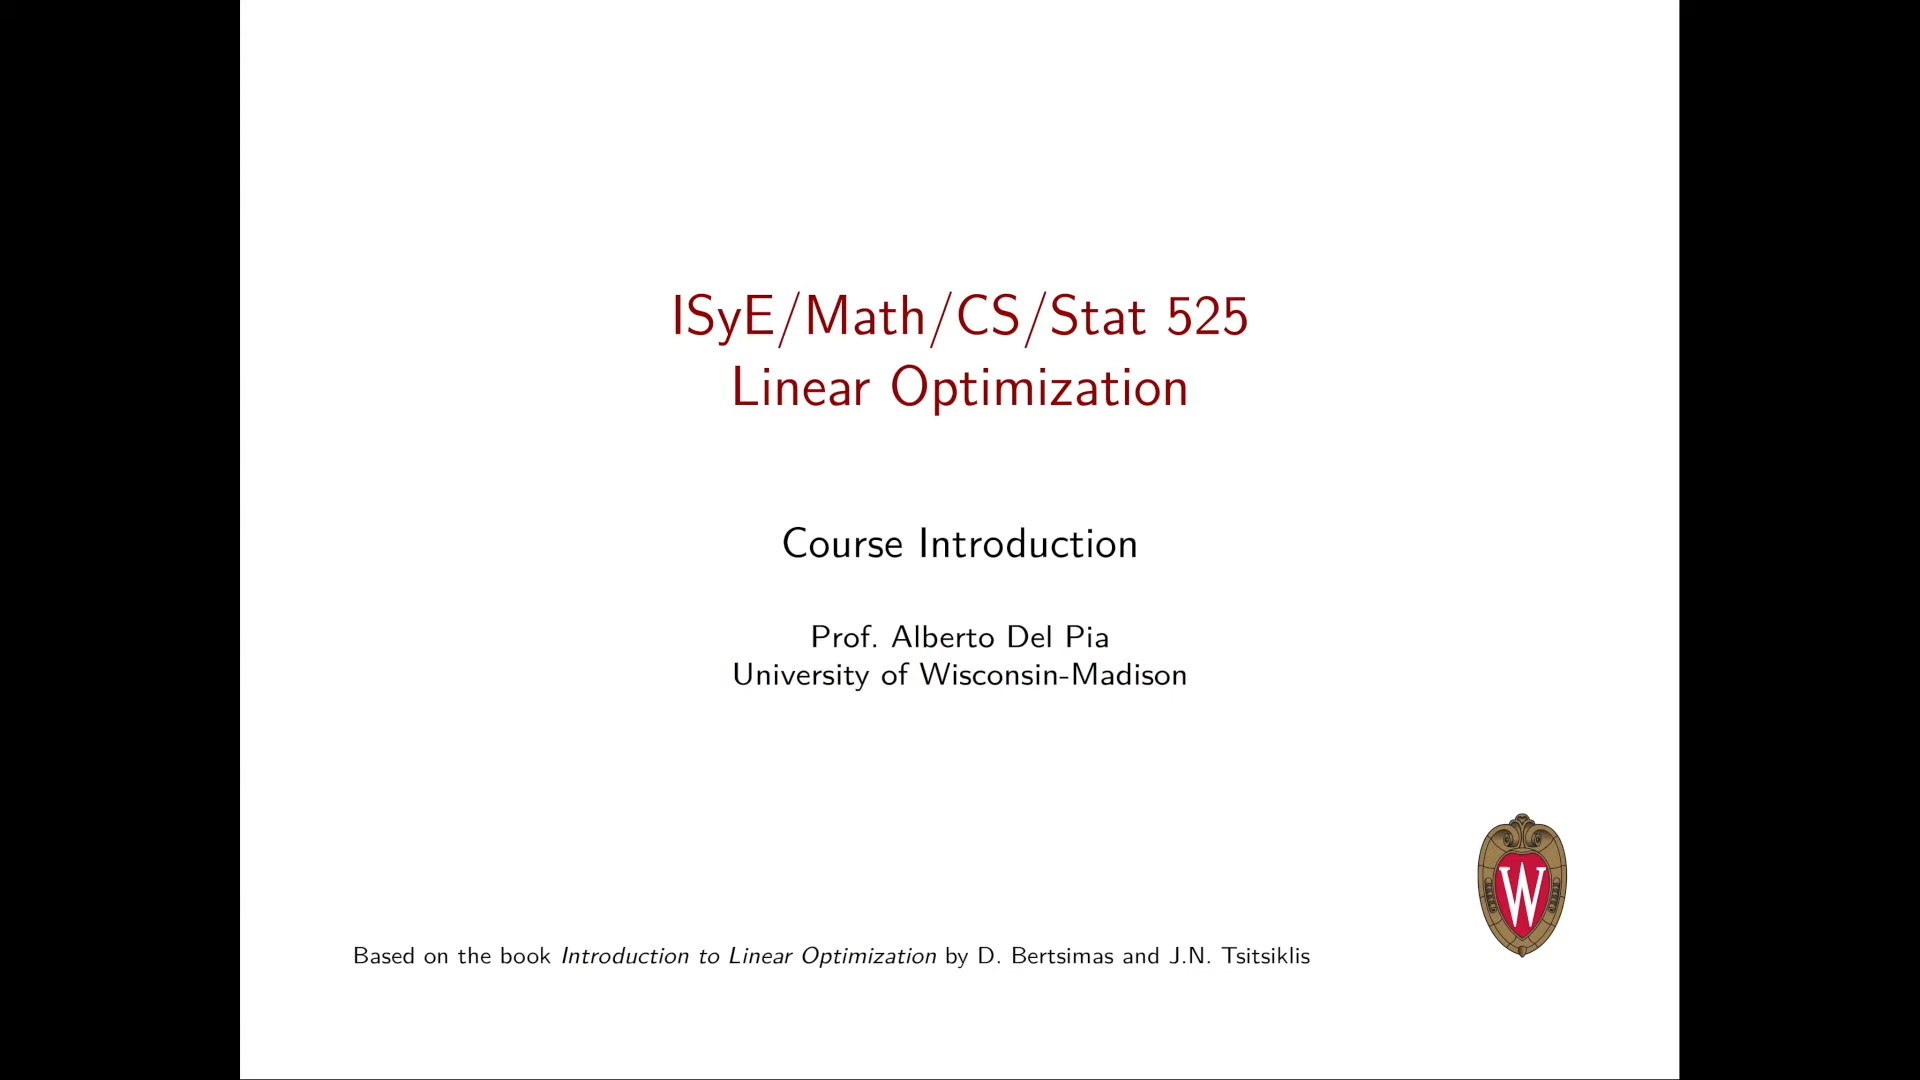 ISyE/Math/CS/Stat 525
Linear Optimization
Course Introduction
Prof. Alberto Del Pia
University of Wisconsin-Madison
W
Based on the book Introduction to Linear Optimization by D. Bertsimas and J.N. Tsitsiklis